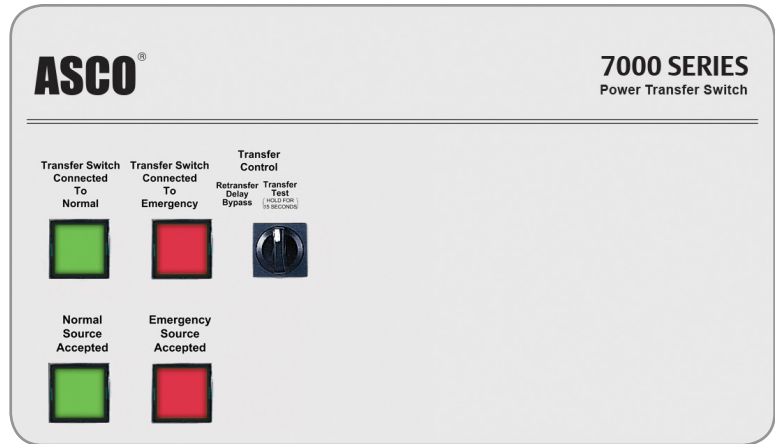 ASCO®
7000 SERIES
Power Transfer Switch
Transfer Switch
Connected
To
Normal
Transfer Switch
Connected
To
Emergency
Transfer
Control
Retransfer
Delay
Bypass
Transfer
Test
(HOLD FOR
15 SECONDS)
Normal
Source
Accepted
Emergency
Source
Accepted